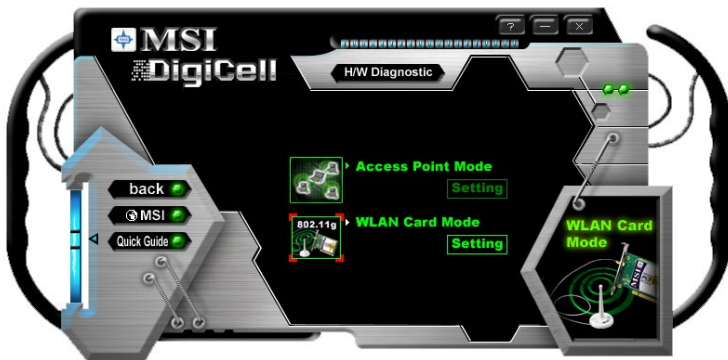 ?
MSI
DigiCell
H/W Diagnostic
Access Point Mode
Setting
802.11g
WLAN Card Mode
Setting
back
MSI
Quick Guide
WLAN Card
Mode
MSI